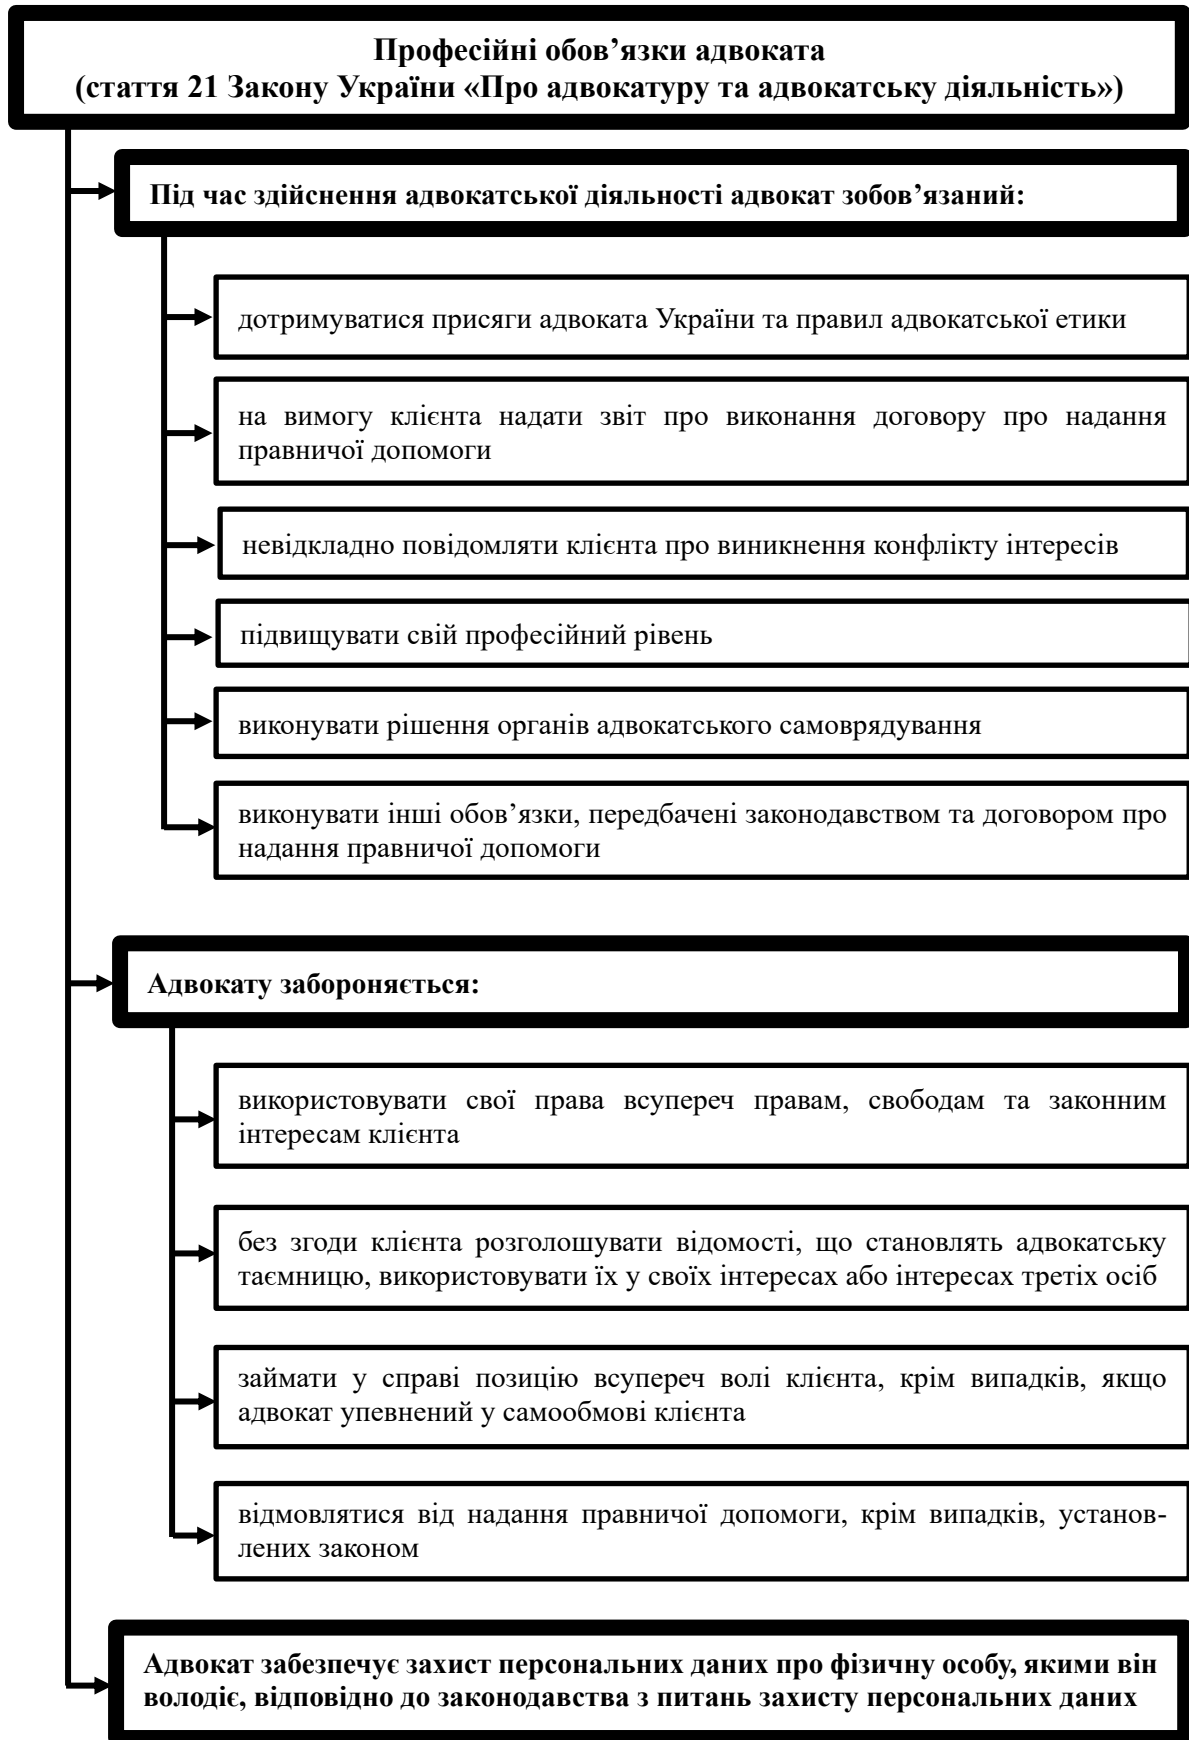 Професійні обов’язки адвоката
(стаття 21 Закону України «Про адвокатуру та адвокатську діяльність»)
Під час здійснення адвокатської діяльності адвокат зобов’язаний:
дотримуватися присяги адвоката України та правил адвокатської етики
на вимогу клієнта надати звіт про виконання договору про надання
правничої допомоги
невідкладно повідомляти клієнта про виникнення конфлікту інтересів
підвищувати свій професійний рівень
виконувати рішення органів адвокатського самоврядування
виконувати інші обов’язки, передбачені законодавством та договором про
надання правничої допомоги
Адвокату забороняється:
використовувати свої права всупереч правам, свободам та законним
інтересам клієнта
без згоди клієнта розголошувати відомості, що становлять адвокатську
таємницю, використовувати їх у своїх інтересах або інтересах третіх осіб
займати у справі позицію всупереч волі клієнта, крім випадків, якщо
адвокат упевнений у самообмові клієнта
відмовлятися від надання правничої допомоги, крім випадків, установ-
лених законом
Адвокат забезпечує захист персональних даних про фізичну особу, якими він
володіє, відповідно до законодавства з питань захисту персональних даних